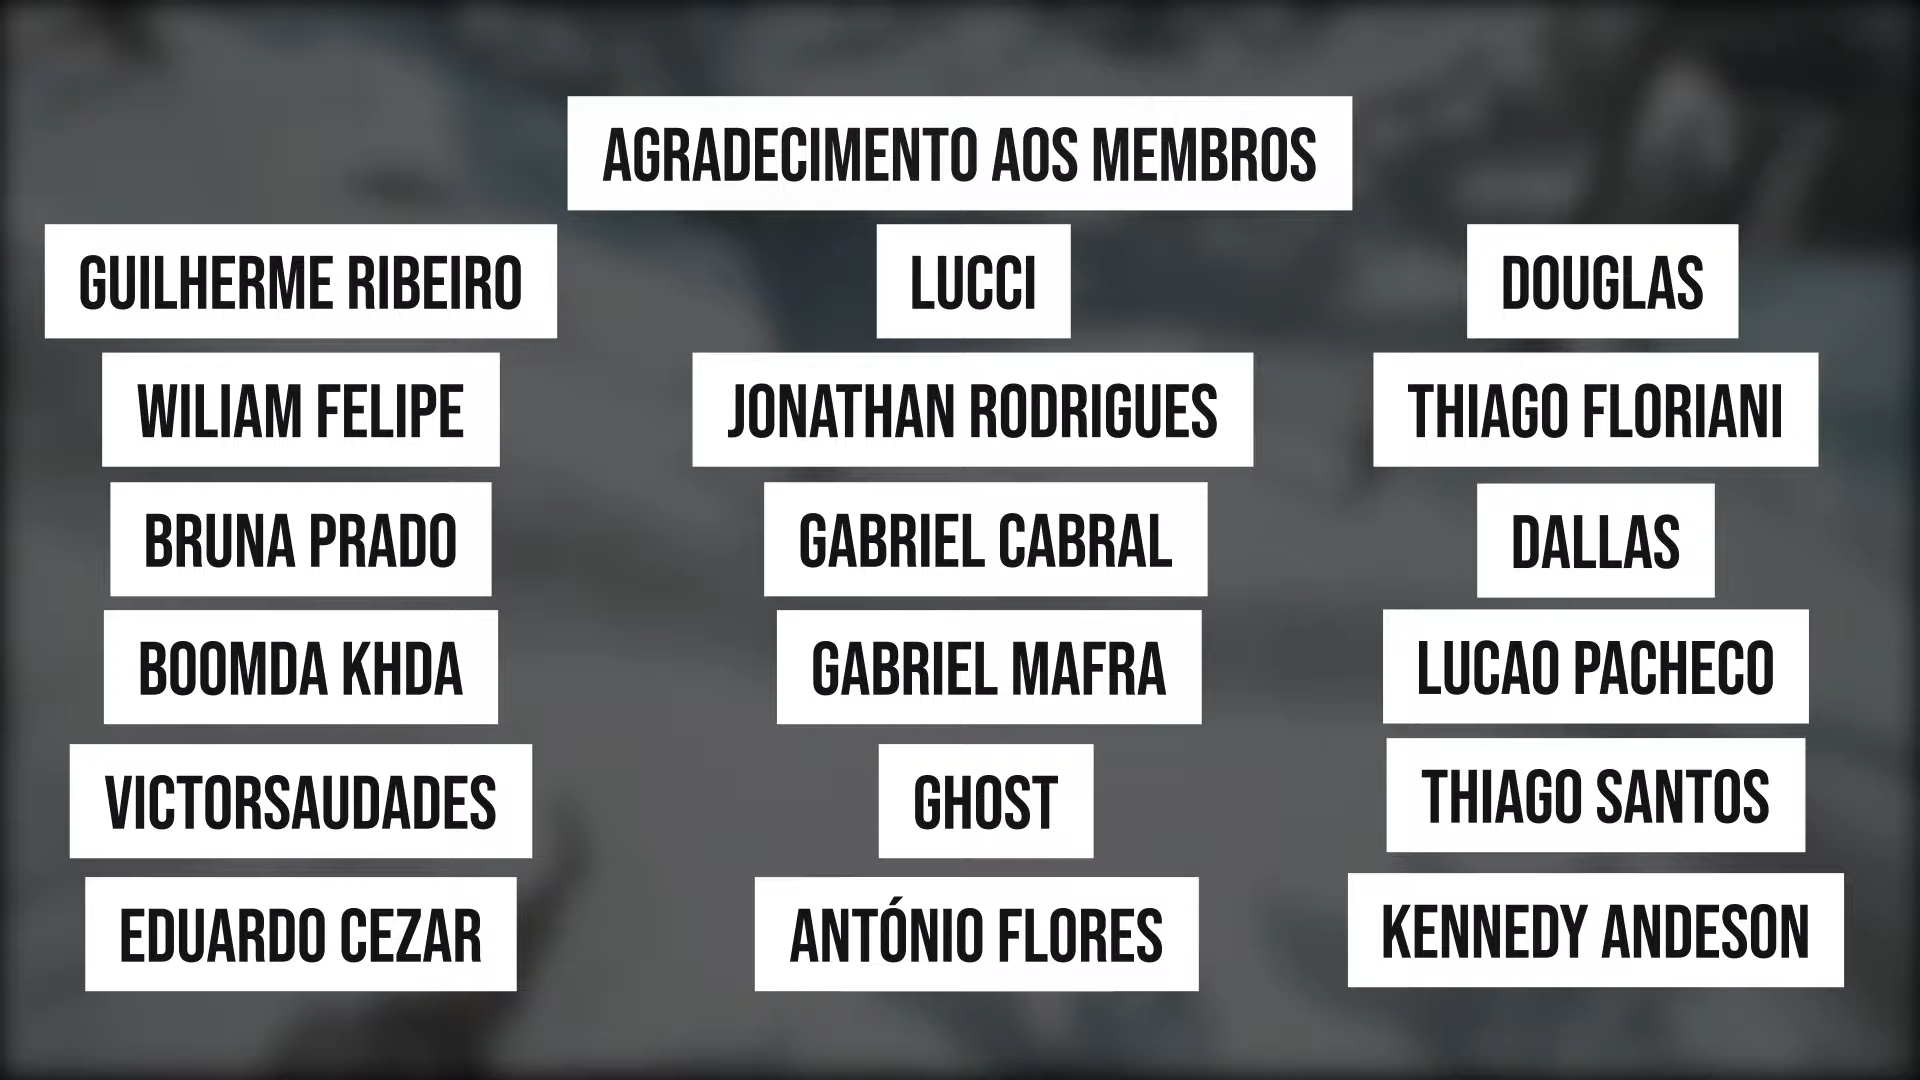 AGRADECIMENTO AOS MEMBROS
GUILHERME RIBEIRO
LUCCI
DOUGLAS
WILIAM FELIPE
JONATHAN RODRIGUES
THIAGO FLORIANI
BRUNA PRADO
GABRIEL CABRAL
DALLAS
BOOMDA KHDA
GABRIEL MAFRA
LUCAO PACHECO
VICTORSAUDADES
GHOST
THIAGO SANTOS
EDUARDO CEZAR
ANTÓNIO FLORES
KENNEDY ANDESON